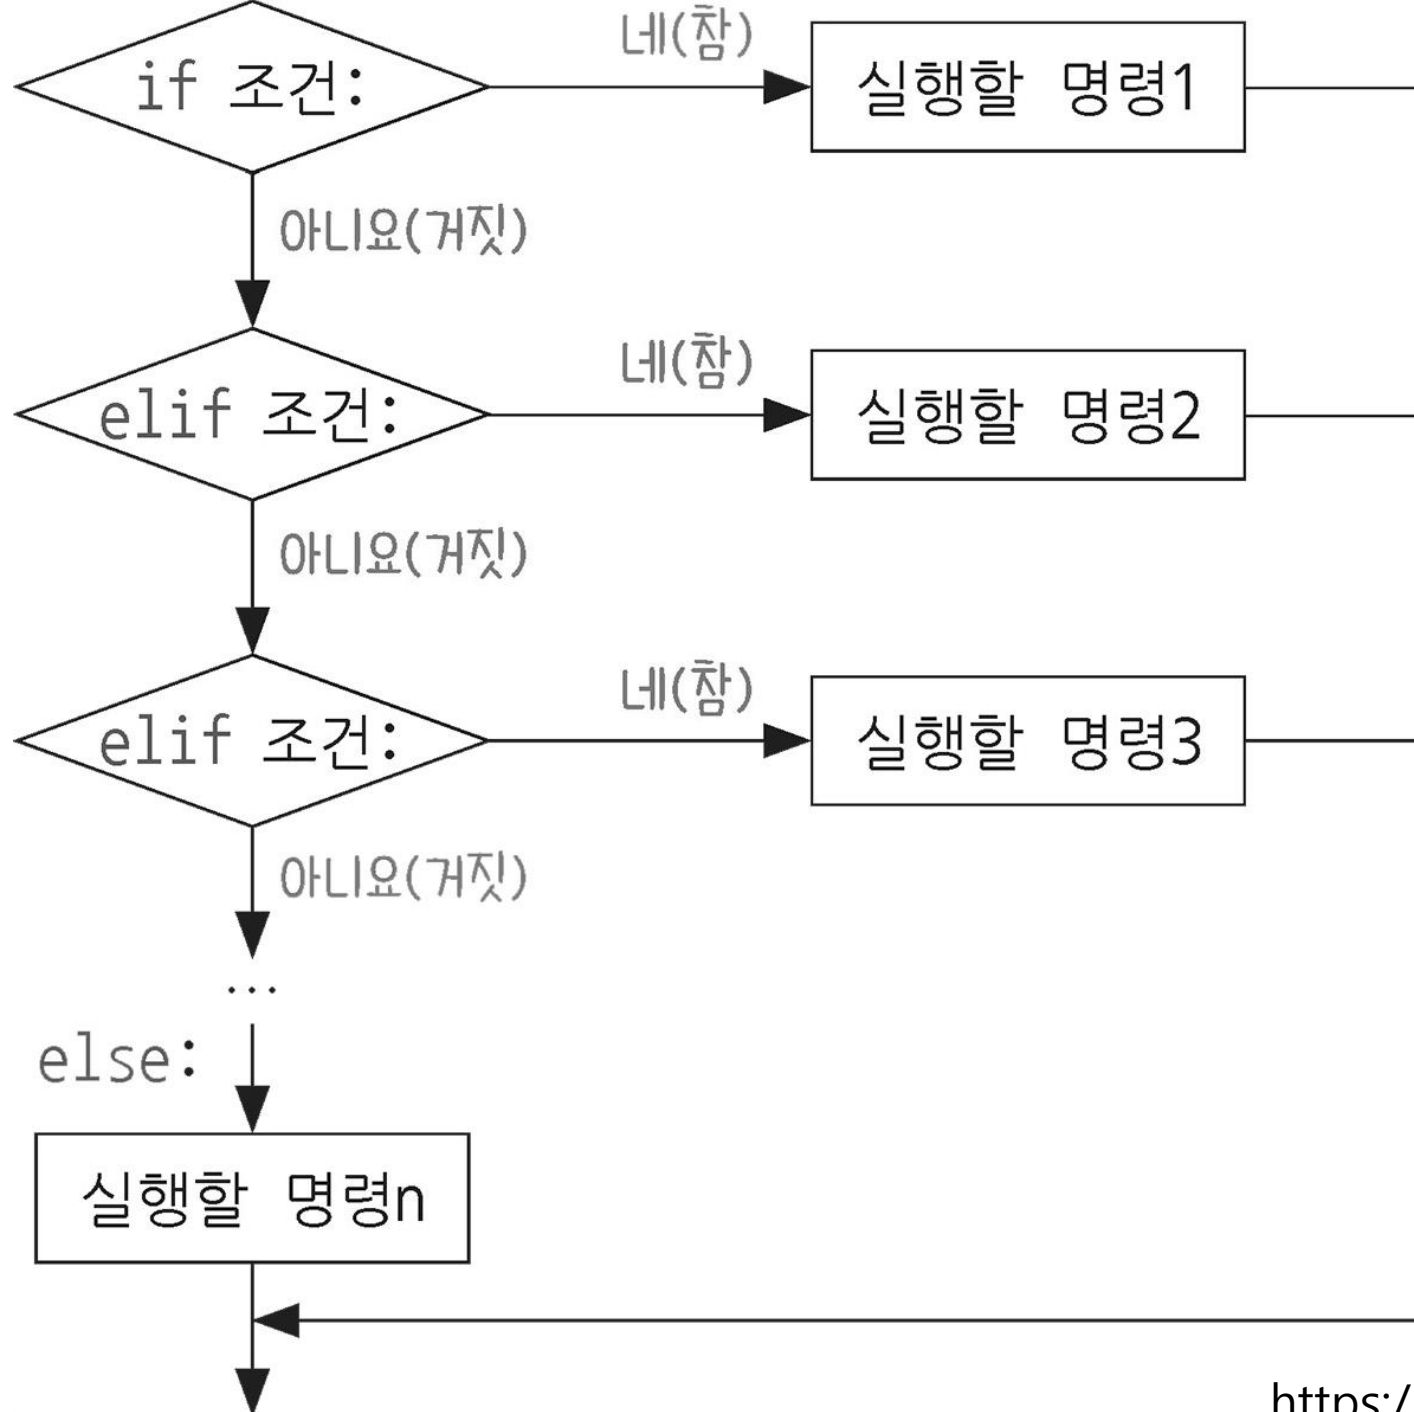 네(참)
if 조건:
실행할 명령1
아니요(거짓)
네(참)
elif 조건:
실행할 명령2
아니요(거짓)
네(참)
elif 조건:
실행할 명령3
아니요(거짓)
...
else:
실행할 명령n
https:/